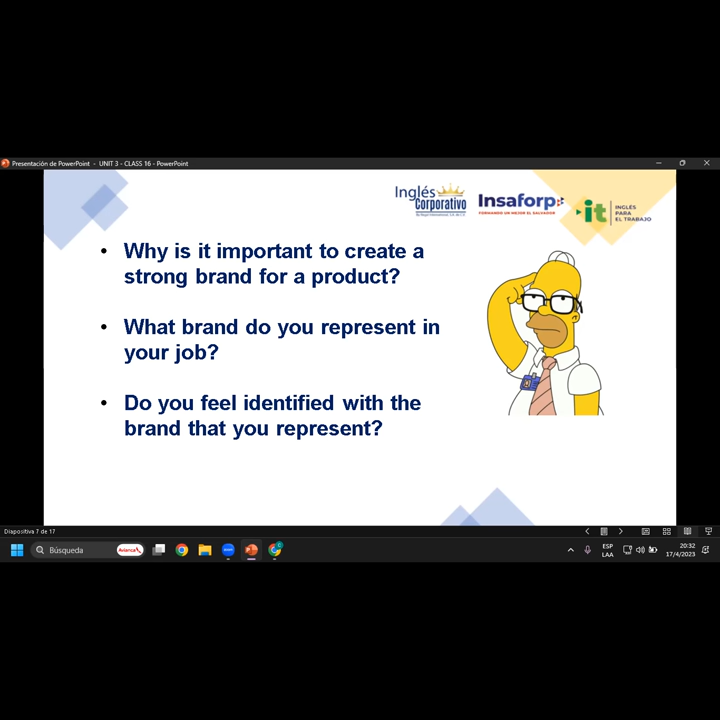 Presentación de PowerPoint - UNIT 3 - CLASS 16 - PowerPoint
Inglés
Corporativo
Insaforp
FORMANDO UN MEJOR EL SALVADOR
it
INGLÉS
PARA
EL TRABAJO
• Why is it important to create a
strong brand for a product?
• What brand do you represent in
your job?
• Do you feel identified with the
brand that you represent?
Diapositiva 7 de 17
Búsqueda
ESP
LAA
20:32
17/4/2023